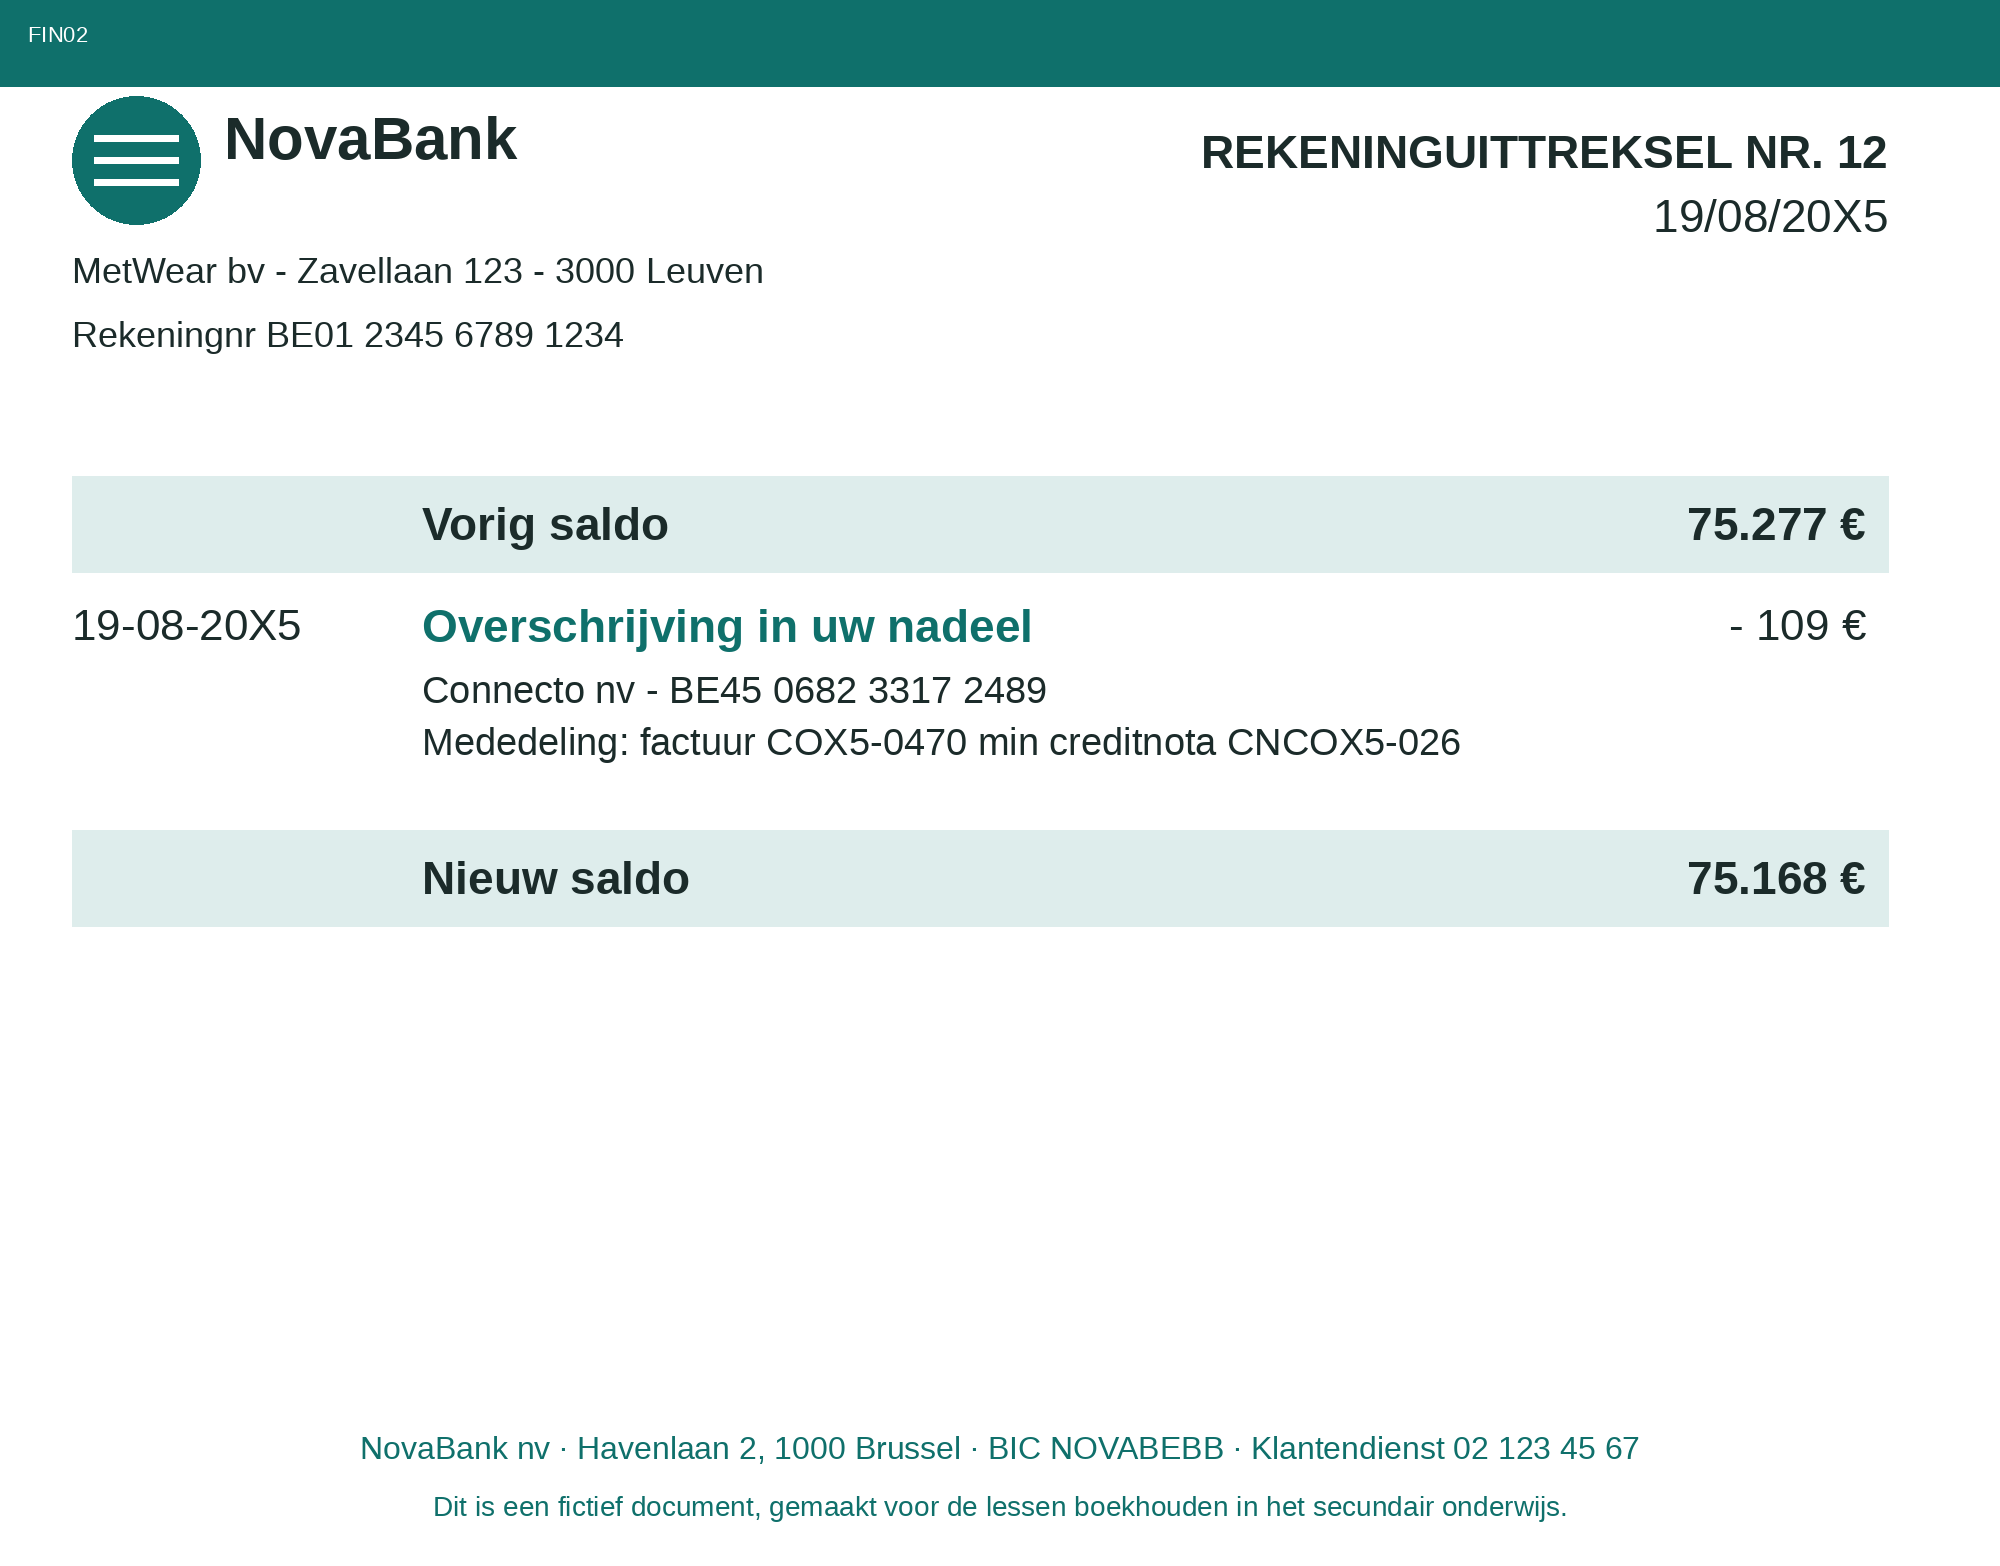 FIN02
NovaBank
REKENINGUITTREKSEL NR. 12
19/08/20X5
MetWear bv - Zavellaan 123 - 3000 Leuven
Rekeningnr BE01 2345 6789 1234
Vorig saldo 75.277 €
19-08-20X5 Overschrijving in uw nadeel - 109 €
Connecto nv - BE45 0682 3317 2489
Mededeling: factuur COX5-0470 min creditnota CNCOX5-026
Nieuw saldo 75.168 €
NovaBank nv · Havenlaan 2, 1000 Brussel · BIC NOVABEBB · Klantendienst 02 123 45 67
Dit is een fictief document, gemaakt voor de lessen boekhouden in het secundair onderwijs.